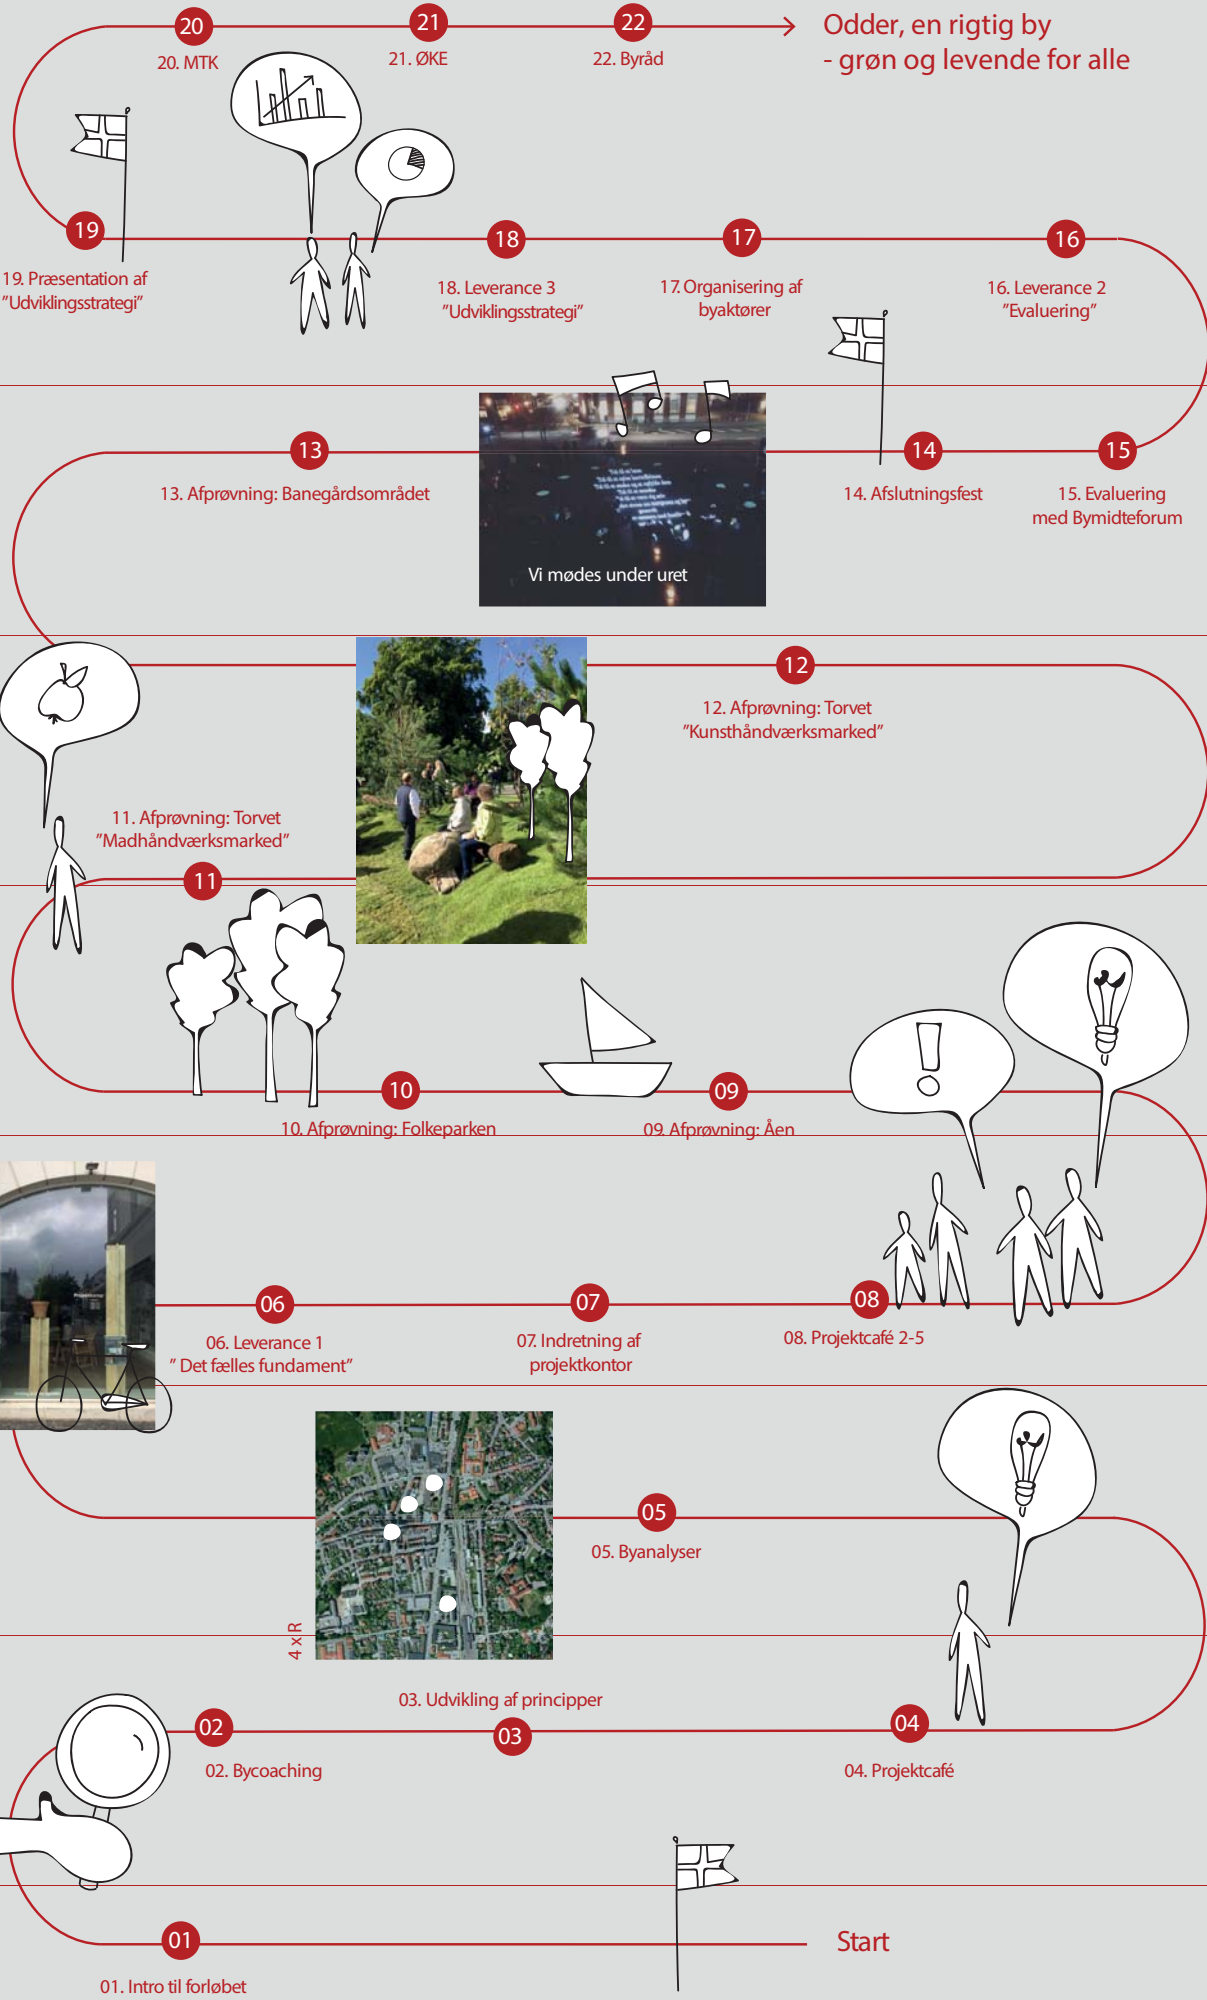 20
21
22
20. MTK
21. ØKE
22. Byråd
Odder, en rigtig by
- grøn og levende for alle
19
18
17
16
19. Præsentation af
"Udviklingsstrategi"
18. Leverance 3
"Udviklingsstrategi"
17. Organisering af
byaktører
16. Leverance 2
"Evaluering"
13
14
15
13. Afprøvning: Banegårdsområdet
Vi mødes under uret
14. Afslutningsfest
15. Evaluering
med Bymidteforum
12
12. Afprøvning: Torvet
"Kunsthåndværksmarked"
11. Afprøvning: Torvet
"Madhåndværksmarked"
11
10
09
10. Afprøvning: Folkeparken
09. Afprøvning: Åen
06
07
08
06. Leverance 1
" Det fælles fundament"
07. Indretning af
projektkontor
08. Projektcafé 2-5
05
05. Byanalyser
4 x R
03. Udvikling af principper
02
03
04
02. Bycoaching
04. Projektcafé
01
Start
01. Intro til forløbet